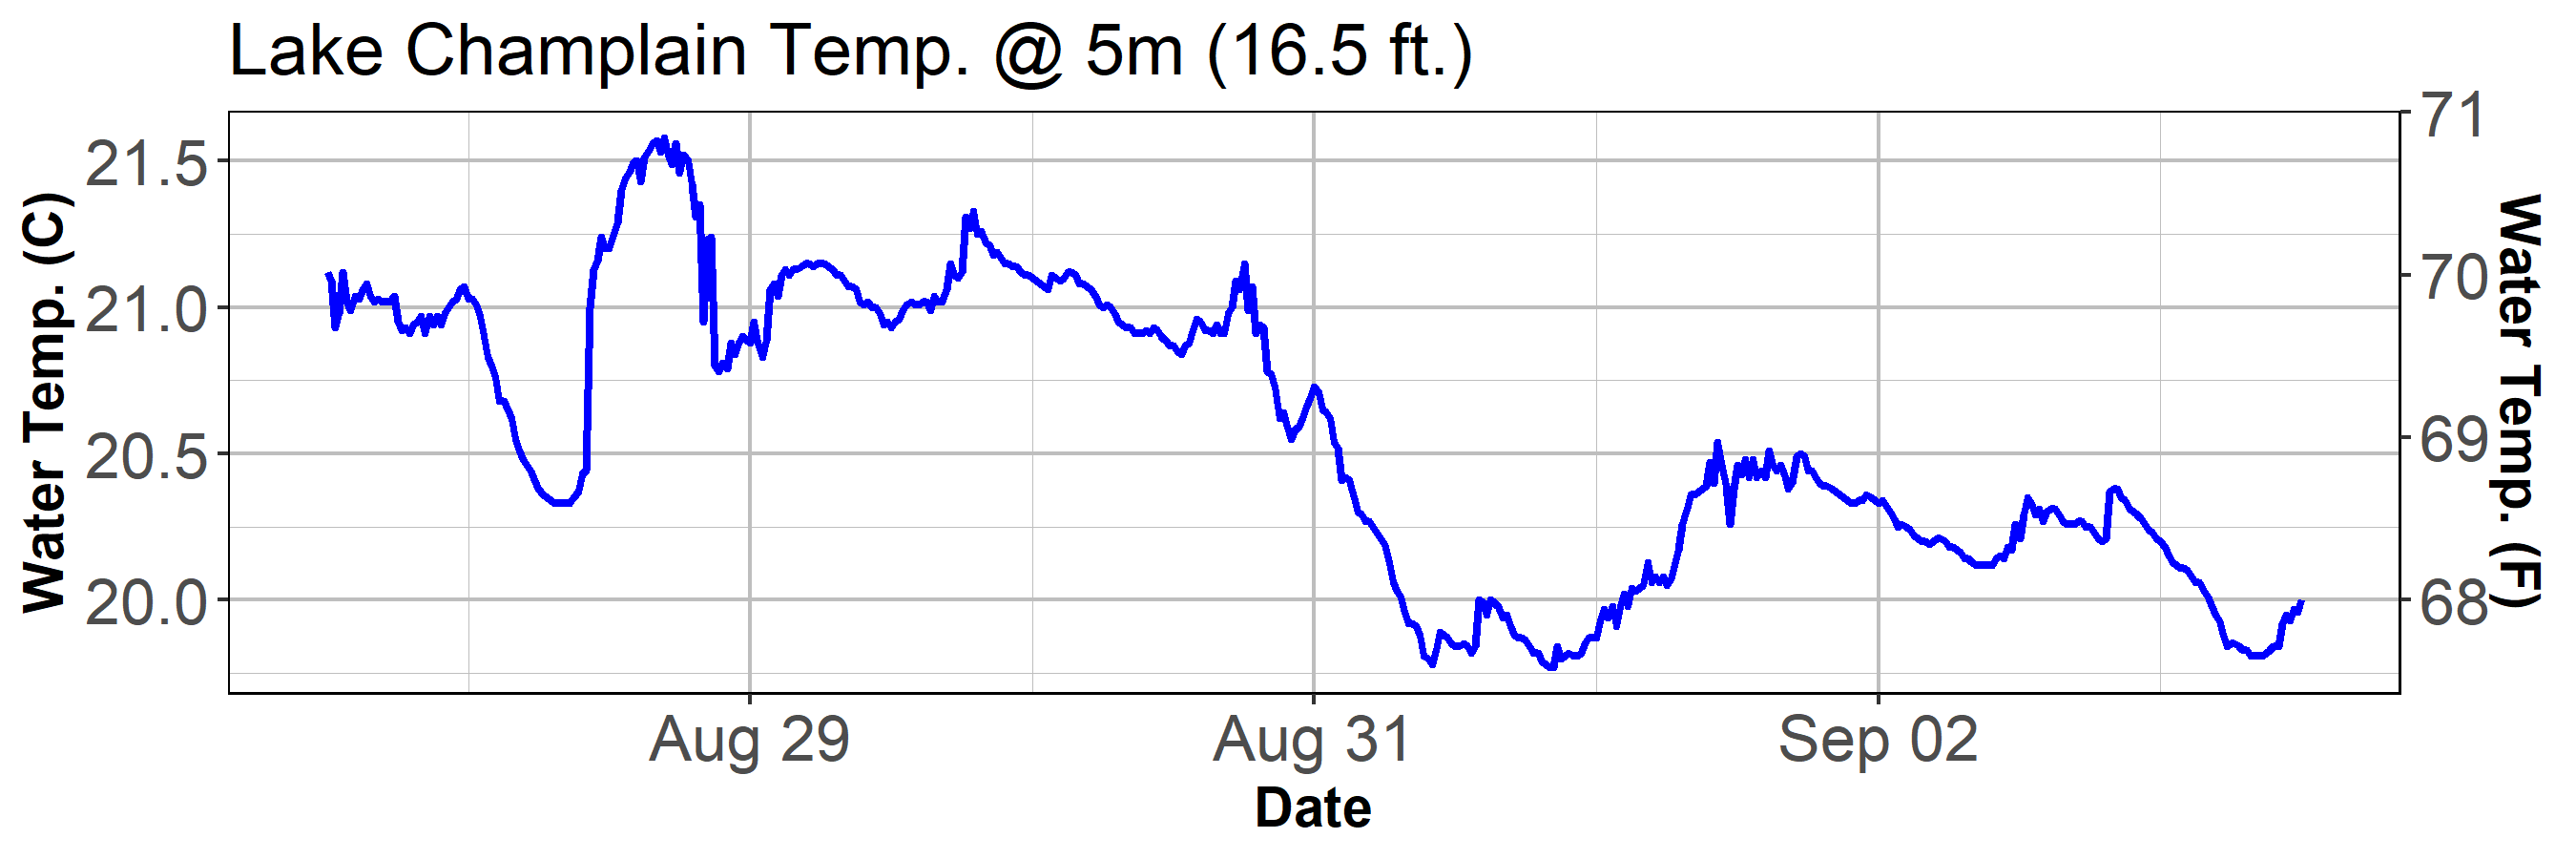 Lake Champlain Temp. @ 5m (16.5 ft.)
Water Temp. (C)
21.5
21.0
20.5
20.0
71
70
69
68
Water Temp. (F)
Aug 29
Aug 31
Sep 02
Date